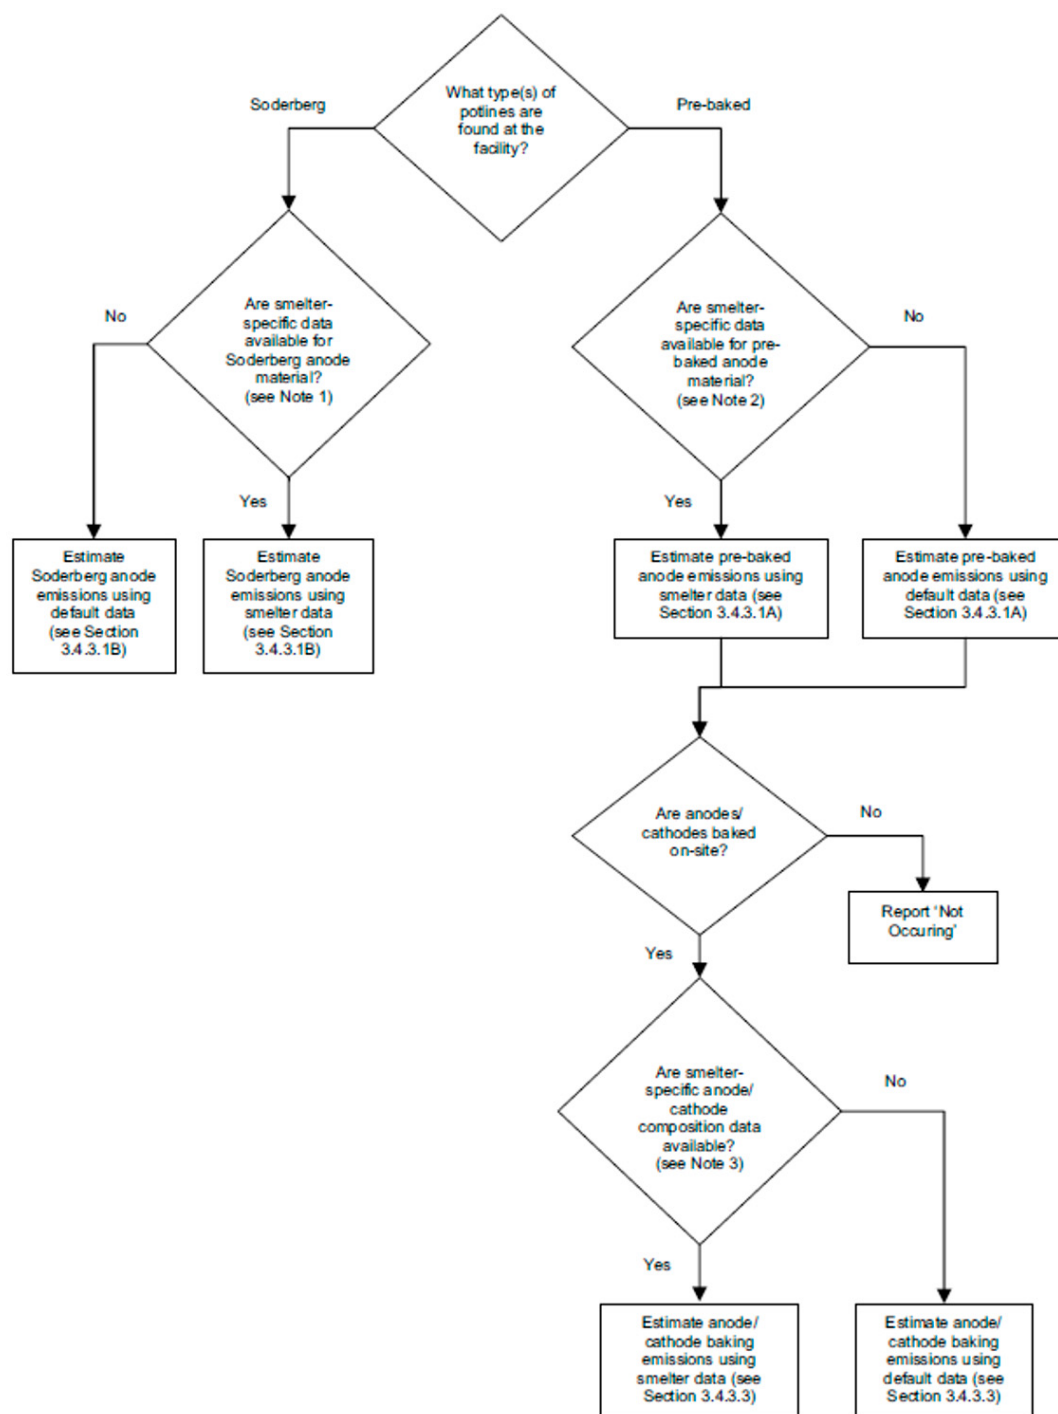 What type(s) of
potlines are
found at the
facility?
Soderberg
Pre-baked
Are smelter-
specific data
available for
Soderberg anode
material?
(see Note 1)
No
Yes
Are smelter-
specific data
available for pre-
baked anode
material?
(see Note 2)
No
Yes
Estimate
Soderberg anode
emissions using
default data
(see Section
3.4.3.1B)
Estimate
Soderberg anode
emissions using
smelter data
(see Section
3.4.3.1B)
Estimate pre-baked
anode emissions using
smelter data (see
Section 3.4.3.1A)
Estimate pre-baked
anode emissions using
default data (see
Section 3.4.3.1A)
Are anodes/
cathodes baked
on-site?
No
Report 'Not
Occuring'
Yes
Are smelter-
specific anode/
cathode
composition data
available?
(see Note 3)
No
Yes
Estimate anode/
cathode baking
emissions using
smelter data (see
Section 3.4.3.3)
Estimate anode/
cathode baking
emissions using
default data (see
Section 3.4.3.3)